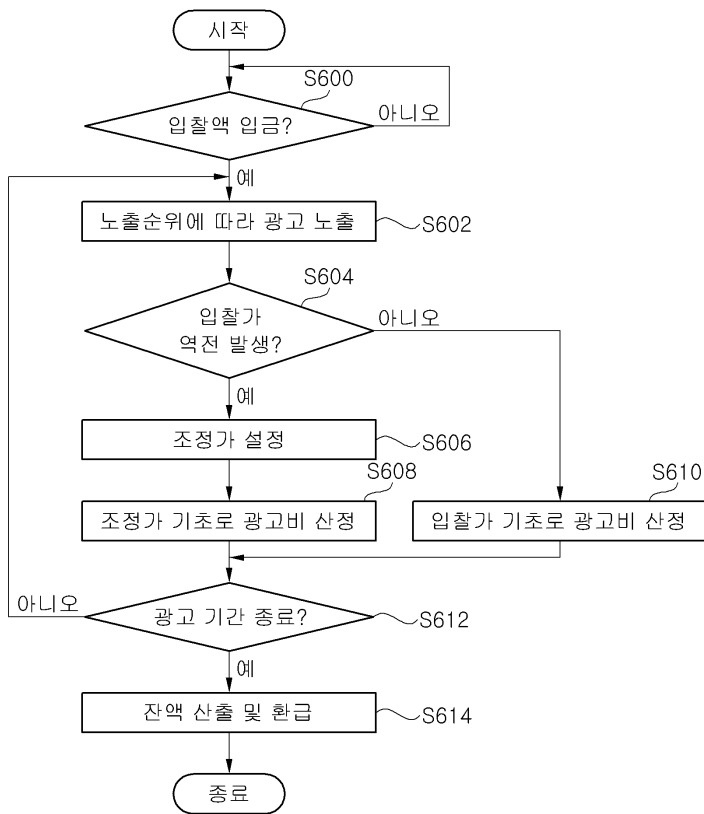 시작
S600
입찰액 입금?
아니오
예
노출순위에 따라 광고 노출
S602
S604
입찰가
역전 발생?
아니오
예
조정가 설정
S606
S608
조정가 기초로 광고비 산정
S610
입찰가 기초로 광고비 산정
아니오
광고 기간 종료?
S612
예
잔액 산출 및 환급
S614
종료